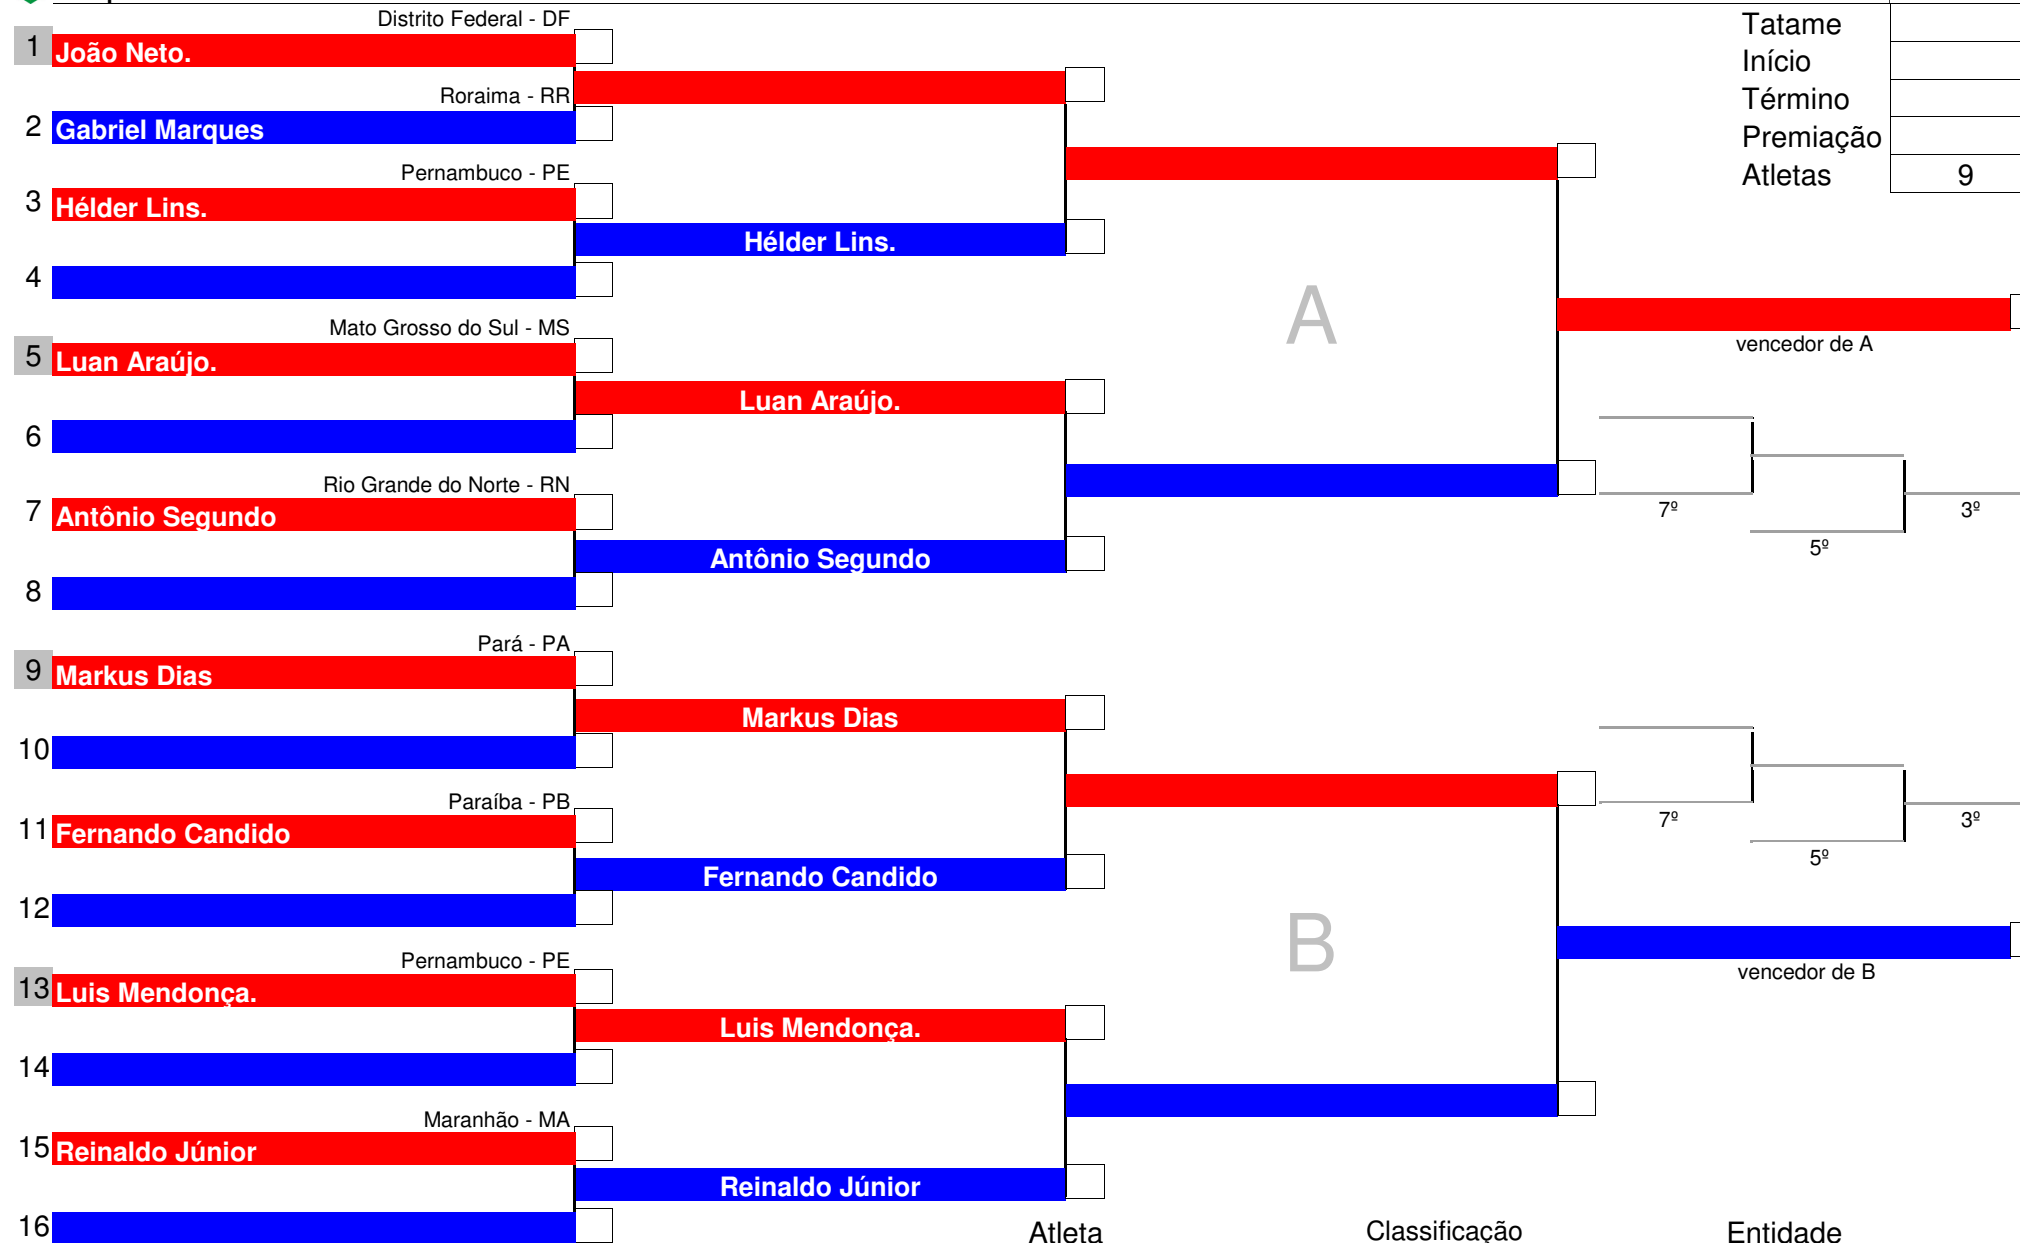 Distrito Federal - DF
Tatame
1 João Neto.
Início
Roraima - RR
Término
2 Gabriel Marques
Premiação
Pernambuco - PE
Atletas 9
3 Hélder Lins.
Hélder Lins.
4
A
Mato Grosso do Sul - MS
vencedor de A
5 Luan Araújo.
Luan Araújo.
6
Rio Grande do Norte - RN
7 Antônio Segundo
7º
3º
5º
Antônio Segundo
8
Pará - PA
9 Markus Dias
Markus Dias
10
Paraíba - PB
11 Fernando Candido
7º
3º
5º
Fernando Candido
12
B
Pernambuco - PE
vencedor de B
13 Luis Mendonça.
Luis Mendonça.
14
Maranhão - MA
15 Reinaldo Júnior
Reinaldo Júnior
16
Atleta Classificação Entidade